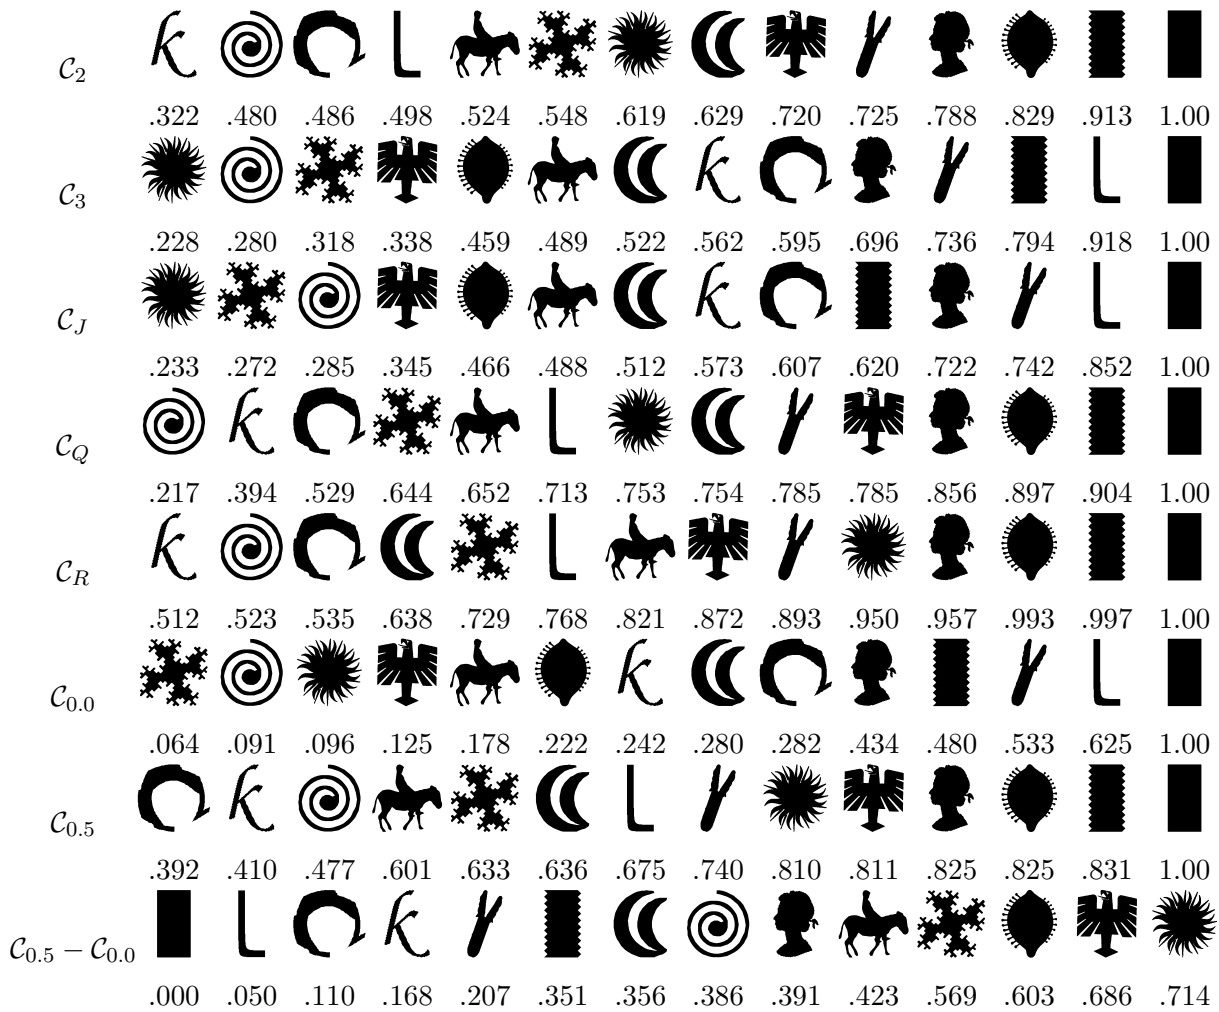 𝒞₂
.322 .480 .486 .498 .524 .548 .619 .629 .720 .725 .788 .829 .913 1.00
𝒞₃
.228 .280 .318 .338 .459 .489 .522 .562 .595 .696 .736 .794 .918 1.00
𝒞_J
.233 .272 .285 .345 .466 .488 .512 .573 .607 .620 .722 .742 .852 1.00
𝒞_Q
.217 .394 .529 .644 .652 .713 .753 .754 .785 .785 .856 .897 .904 1.00
𝒞_R
.512 .523 .535 .638 .729 .768 .821 .872 .893 .950 .957 .993 .997 1.00
𝒞₀.₀
.064 .091 .096 .125 .178 .222 .242 .280 .282 .434 .480 .533 .625 1.00
𝒞₀.₅
.392 .410 .477 .601 .633 .636 .675 .740 .810 .811 .825 .825 .831 1.00
𝒞₀.₅ − 𝒞₀.₀
.000 .050 .110 .168 .207 .351 .356 .386 .391 .423 .569 .603 .686 .714